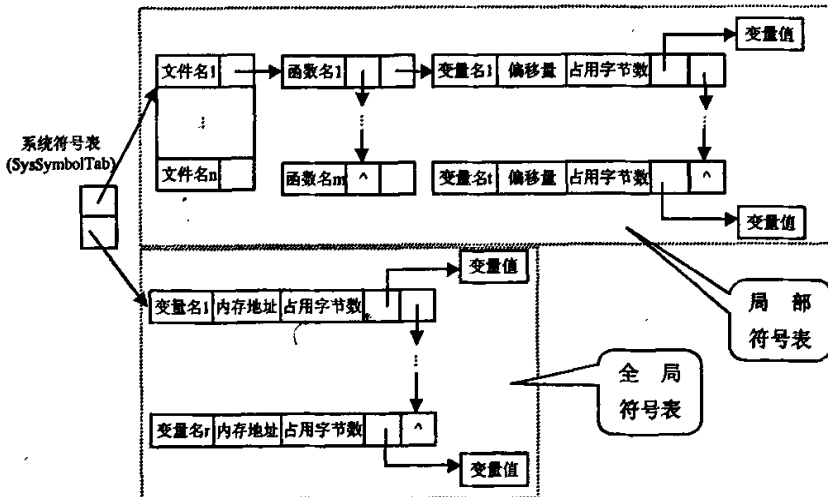 变量值
文件名1
函数名1
变量名1 偏移量 占用字节数
⋮
⋮
⋮
系统符号表
(SysSymbolTab)
文件名n
函数名m ^
变量名t 偏移量 占用字节数 ^
变量值
变量值
变量名1 内存地址 占用字节数
⋮
局 部
符号表
全 局
符号表
变量名r 内存地址 占用字节数 ^
变量值